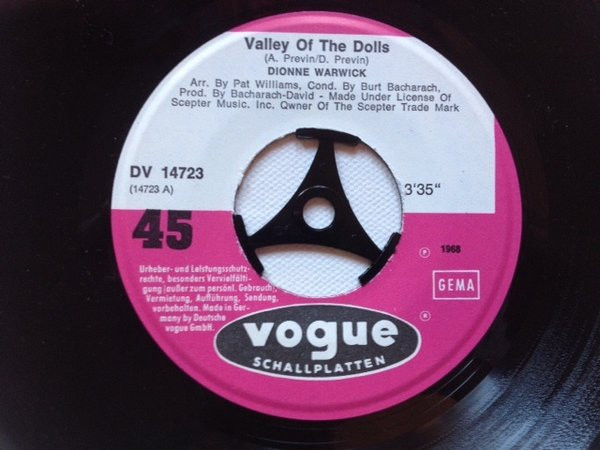 Valley Of The Dolls
(A. Previn/D. Previn)
DIONNE WARWICK
Arr. By Pat Williams, Cond. By Burt Bacharach,
Prod. By Bacharach-David - Made Under License Of
Scepter Music. Inc. Qwner Of The Scepter Trade Mark
DV 14723
(14723 A)
3'35"
45
Urheber- und Leistungsschutz-
rechte, besonders Vervielfälti-
gung (außer zum persönl. Gebrauch),
Vermietung, Aufführung, Sendung,
vorbehalten. Made in Ger-
many by Deutsche
vogue GmbH.
℗ 1968
GEMA
®
vogue
SCHALLPLATTEN